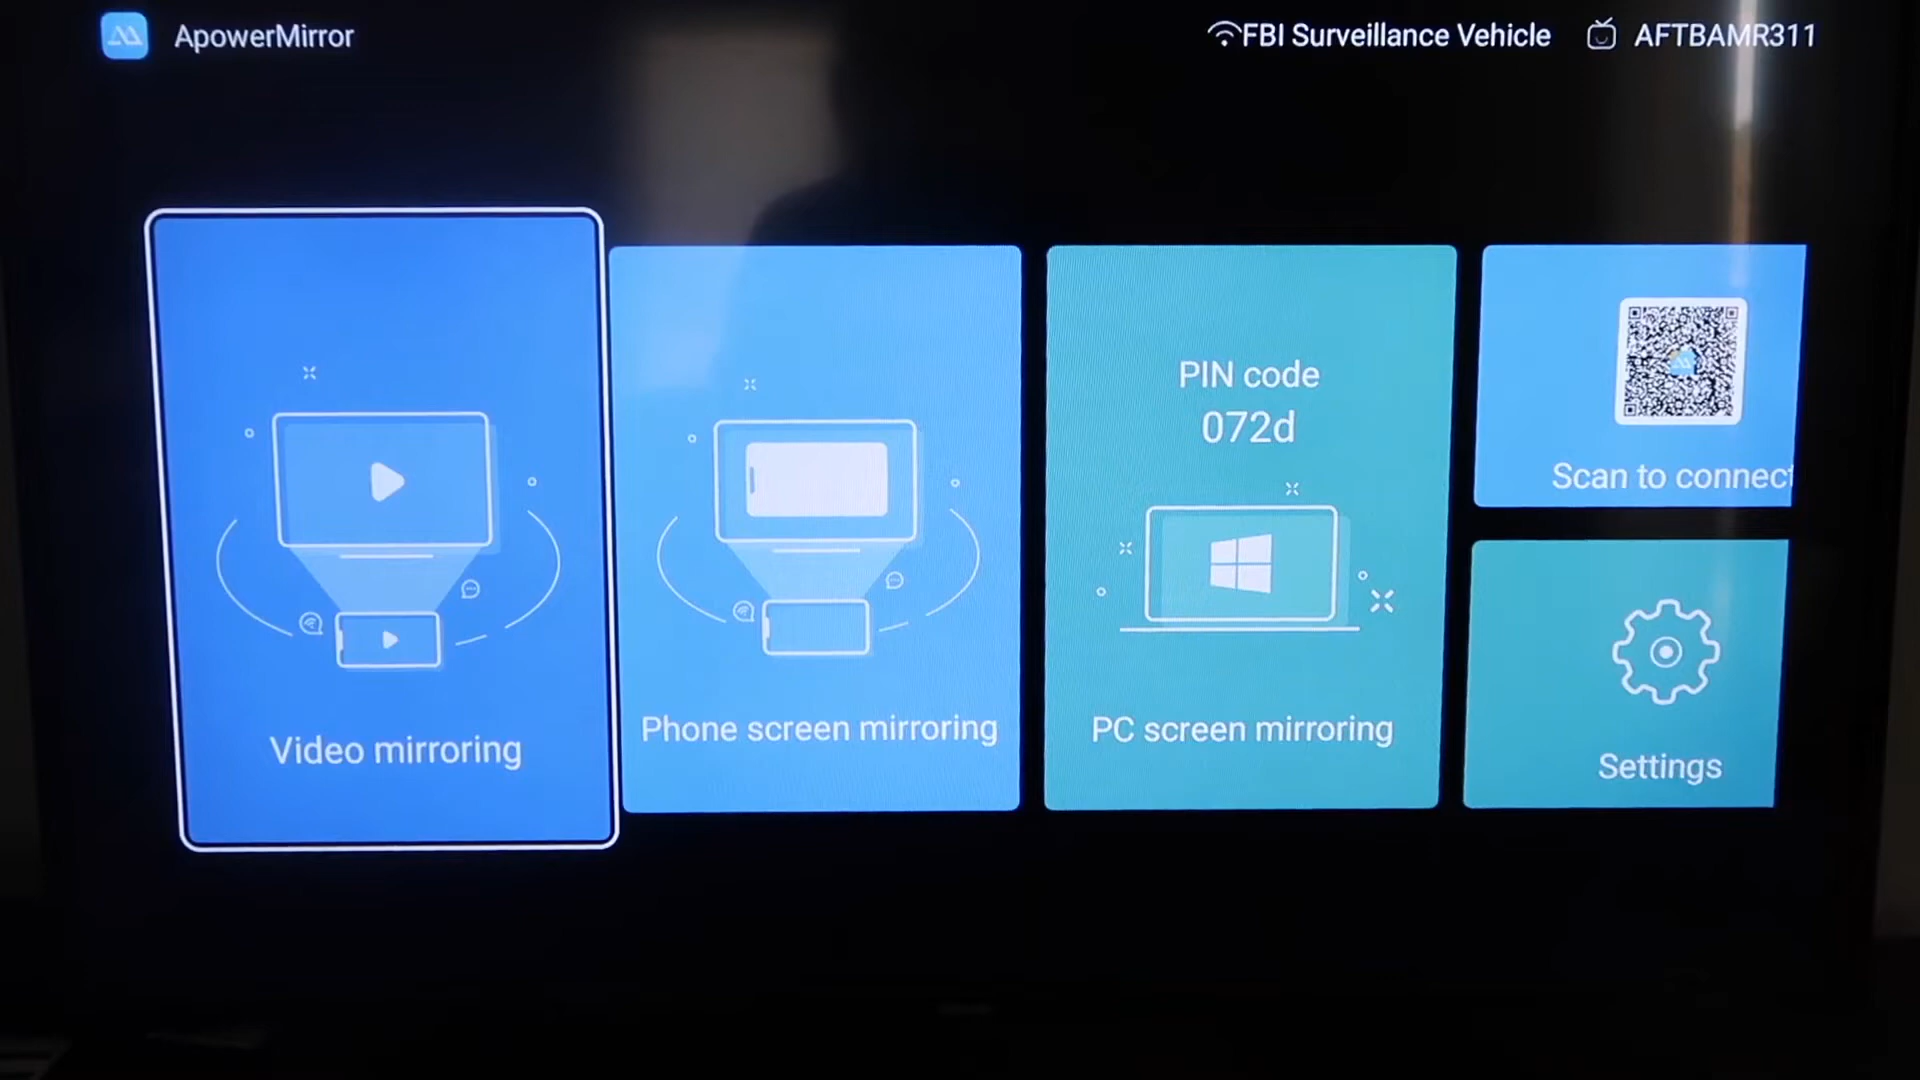 ApowerMirror
FBI Surveillance Vehicle
AFTBAMR311
Video mirroring
Phone screen mirroring
PIN code
072d
PC screen mirroring
Scan to connect
Settings